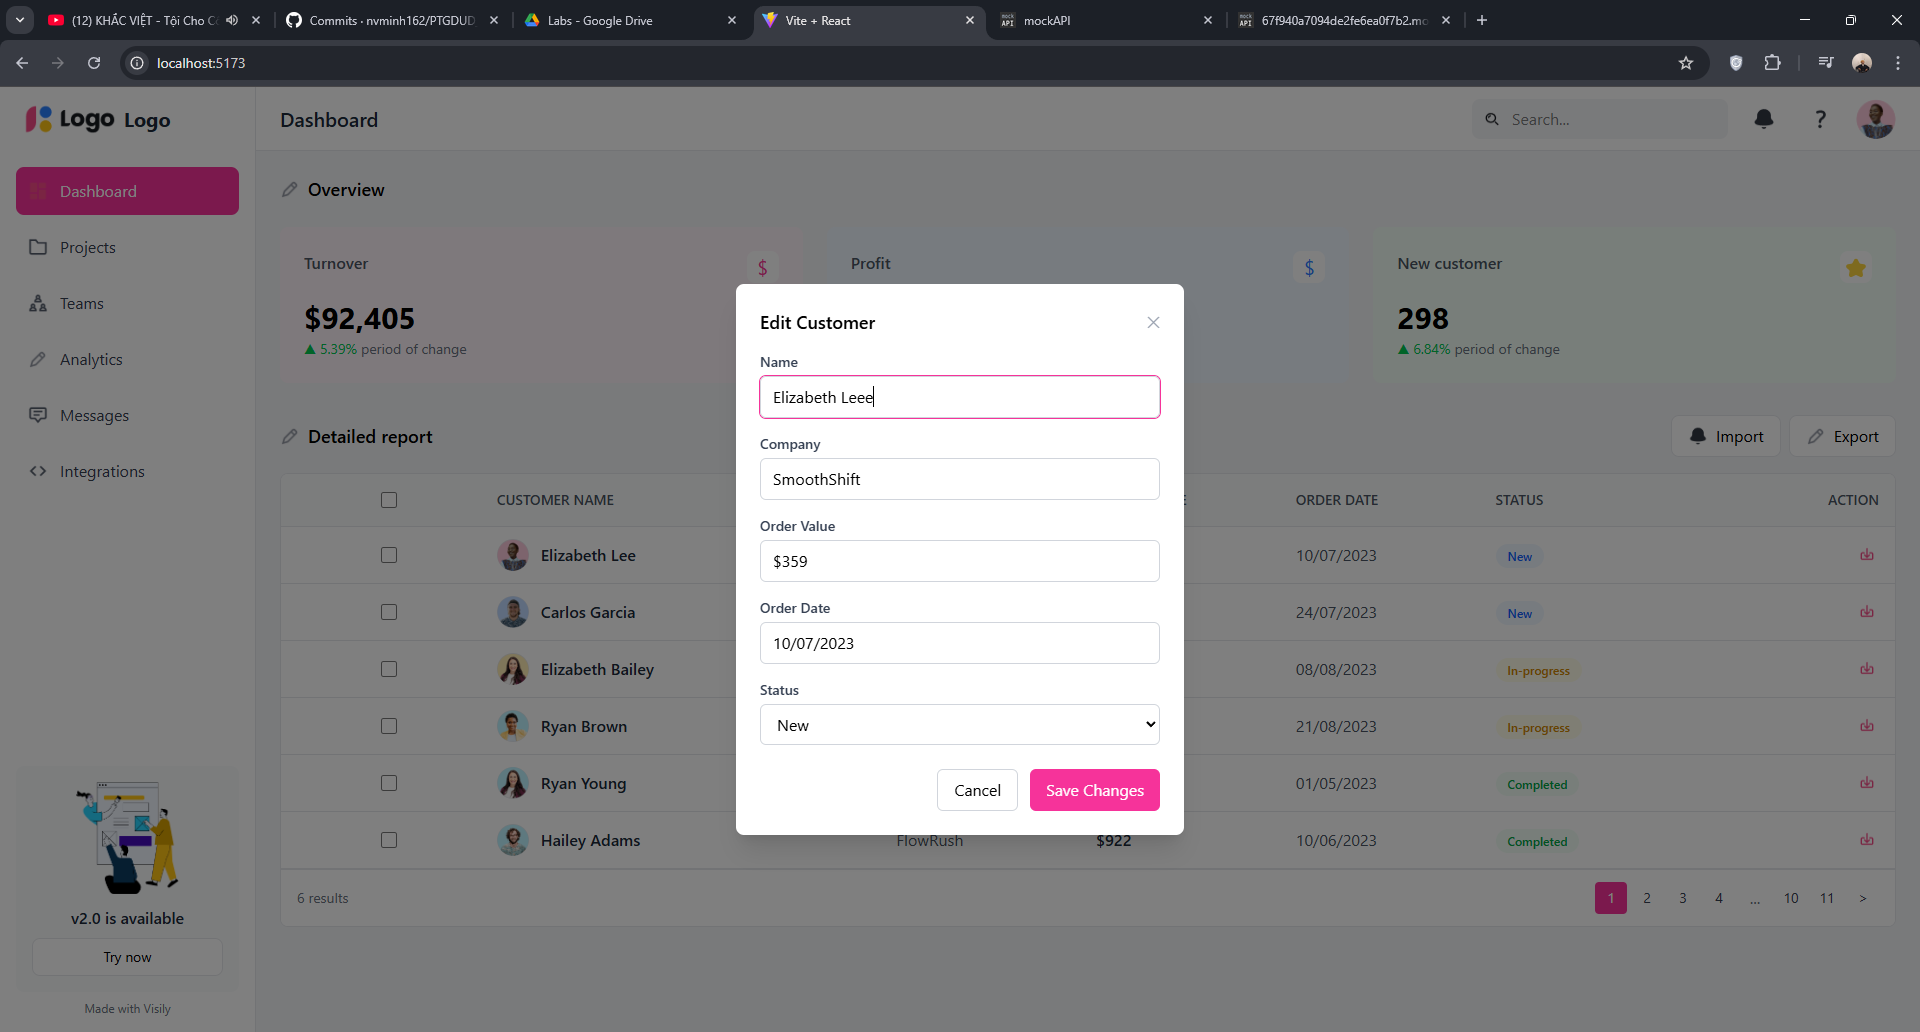 (12) KHẮC VIỆT - Tội Cho C
Commits · nvminh162/PTGDUD
Labs - Google Drive
Vite + React
mockAPI
67f940a7094de2fe6ea0f7b2.mo
localhost:5173
Logo Logo
Dashboard
Search...
?
Dashboard
Projects
Teams
Analytics
Messages
Integrations
v2.0 is available
Try now
Made with Visily
Overview
Turnover
$
$92,405
5.39% period of change
Profit
$
New customer
298
6.84% period of change
Detailed report
Import
Export
CUSTOMER NAME
ORDER DATE
STATUS
ACTION
Elizabeth Lee
10/07/2023
New
Carlos Garcia
24/07/2023
New
Elizabeth Bailey
08/08/2023
In-progress
Ryan Brown
21/08/2023
In-progress
Ryan Young
01/05/2023
Completed
Hailey Adams
FlowRush
$922
10/06/2023
Completed
6 results
1 2 3 4 ... 10 11 >
Edit Customer
Name
Elizabeth Leee
Company
SmoothShift
Order Value
$359
Order Date
10/07/2023
Status
New
Cancel
Save Changes